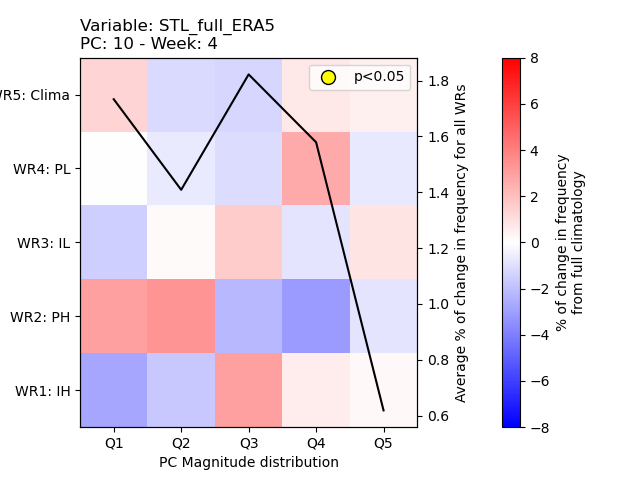 Variable: STL_full_ERA5
PC: 10 - Week: 4
p<0.05
WR5: Clima
WR4: PL
WR3: IL
WR2: PH
WR1: IH
Q1 Q2 Q3 Q4 Q5
PC Magnitude distribution
1.8
1.6
1.4
1.2
1.0
0.8
0.6
Average % of change in frequency for all WRs
8
6
4
2
0
−2
−4
−6
−8
% of change in frequency
from full climatology